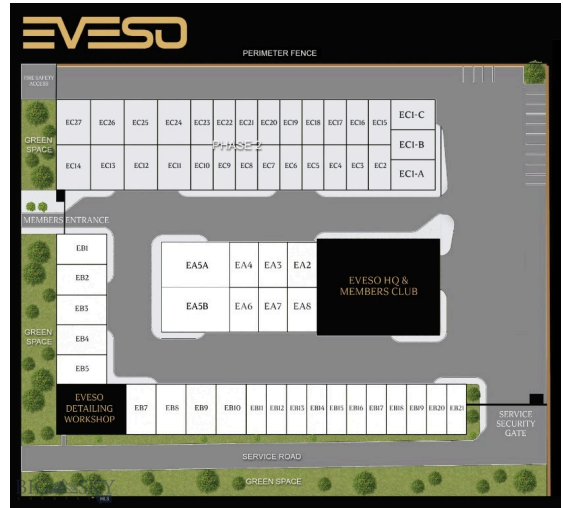 EVESO
PERIMETER FENCE
FIRE SAFETY
ACCESS
EC27 EC26 EC25 EC24 EC23 EC22 EC21 EC20 EC19 EC18 EC17 EC16 EC15 EC1-C
PHASE 2
EC1-B
EC14 EC13 EC12 EC11 EC10 EC9 EC8 EC7 EC6 EC5 EC4 EC3 EC2 EC1-A
GREEN
SPACE
MEMBERS ENTRANCE
EB1
EB2
EB3
EB4
EB5
GREEN
SPACE
EA5A EA4 EA3 EA2
EA5B EA6 EA7 EA8
EVESO HQ &
MEMBERS CLUB
EVESO
DETAILING
WORKSHOP
EB7 EB8 EB9 EB10 EB11 EB12 EB13 EB14 EB15 EB16 EB17 EB18 EB19 EB20 EB21
SERVICE
SECURITY
GATE
SERVICE ROAD
GREEN SPACE
BIG SKY
MLS